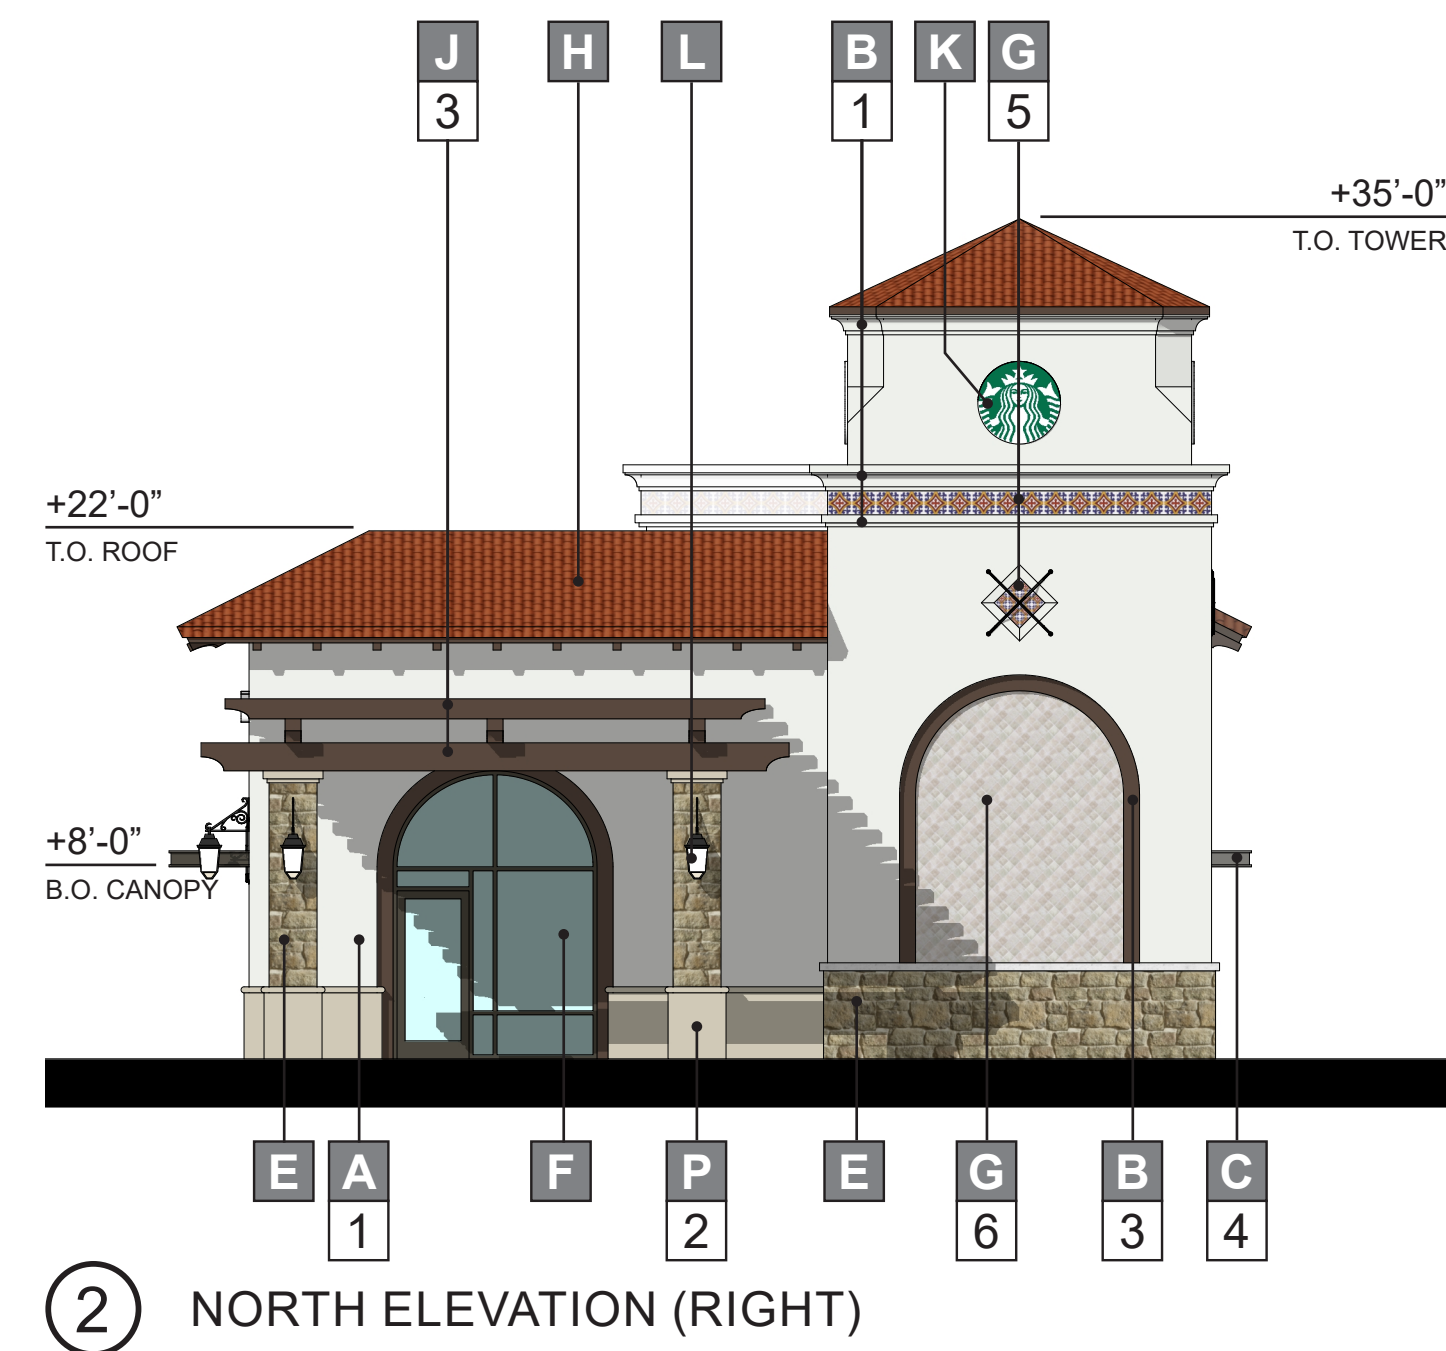 J H L B K G
3 1 5
+35’-0”
T.O. TOWER
+22’-0”
T.O. ROOF
+8’-0”
B.O. CANOPY
E A F P E G B C
1 2 6 3 4
2 NORTH ELEVATION (RIGHT)